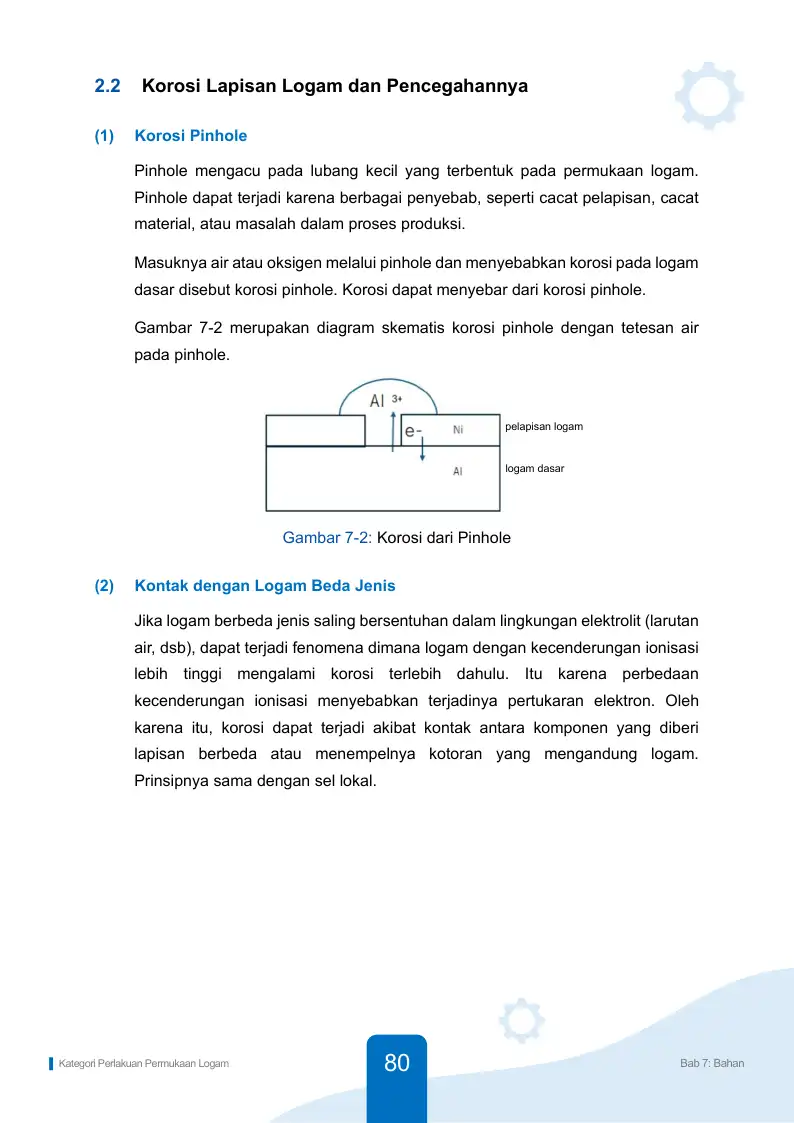 2.2 Korosi Lapisan Logam dan Pencegahannya
(1) Korosi Pinhole
Pinhole mengacu pada lubang kecil yang terbentuk pada permukaan logam.
Pinhole dapat terjadi karena berbagai penyebab, seperti cacat pelapisan, cacat
material, atau masalah dalam proses produksi.
Masuknya air atau oksigen melalui pinhole dan menyebabkan korosi pada logam
dasar disebut korosi pinhole. Korosi dapat menyebar dari korosi pinhole.
Gambar 7-2 merupakan diagram skematis korosi pinhole dengan tetesan air
pada pinhole.
Al 3+
e- Ni pelapisan logam
Al logam dasar
Gambar 7-2: Korosi dari Pinhole
(2) Kontak dengan Logam Beda Jenis
Jika logam berbeda jenis saling bersentuhan dalam lingkungan elektrolit (larutan
air, dsb), dapat terjadi fenomena dimana logam dengan kecenderungan ionisasi
lebih tinggi mengalami korosi terlebih dahulu. Itu karena perbedaan
kecenderungan ionisasi menyebabkan terjadinya pertukaran elektron. Oleh
karena itu, korosi dapat terjadi akibat kontak antara komponen yang diberi
lapisan berbeda atau menempelnya kotoran yang mengandung logam.
Prinsipnya sama dengan sel lokal.
Kategori Perlakuan Permukaan Logam
80
Bab 7: Bahan